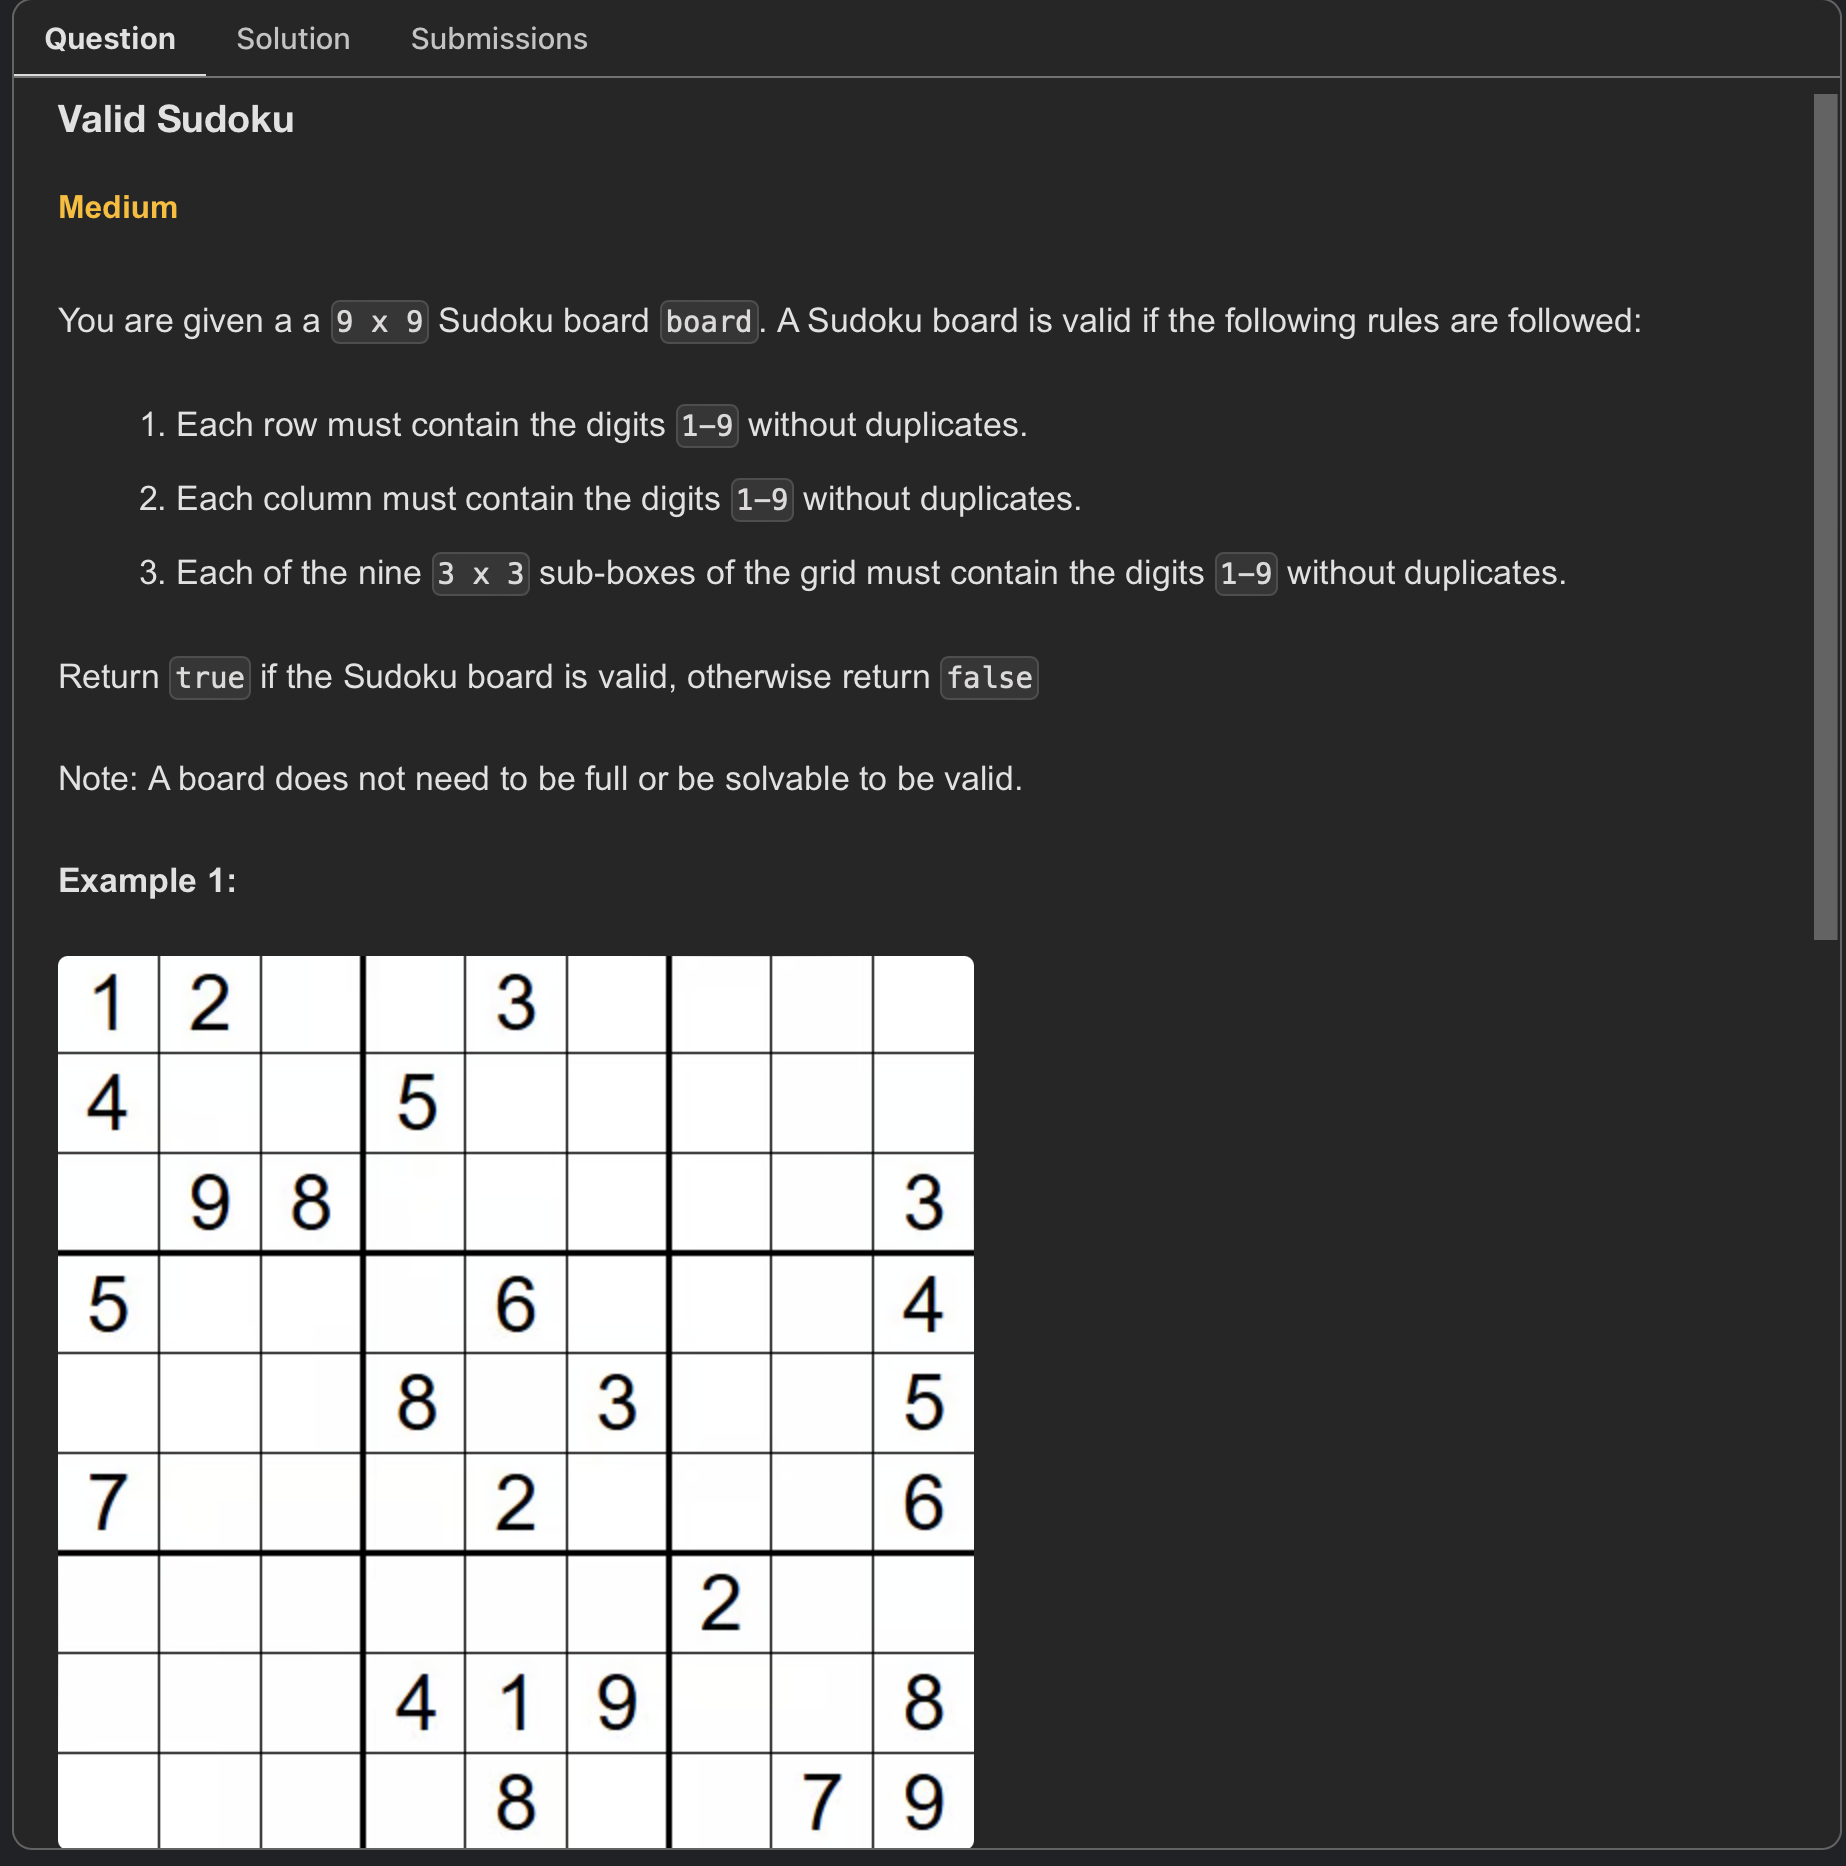 Question Solution Submissions
Valid Sudoku
Medium
You are given a a 9 x 9 Sudoku board board. A Sudoku board is valid if the following rules are followed:
1. Each row must contain the digits 1–9 without duplicates.
2. Each column must contain the digits 1–9 without duplicates.
3. Each of the nine 3 x 3 sub-boxes of the grid must contain the digits 1–9 without duplicates.
Return true if the Sudoku board is valid, otherwise return false
Note: A board does not need to be full or be solvable to be valid.
Example 1:
1 2 3
4 5
9 8 3
5 6 4
8 3 5
7 2 6
2
4 1 9 8
8 7 9